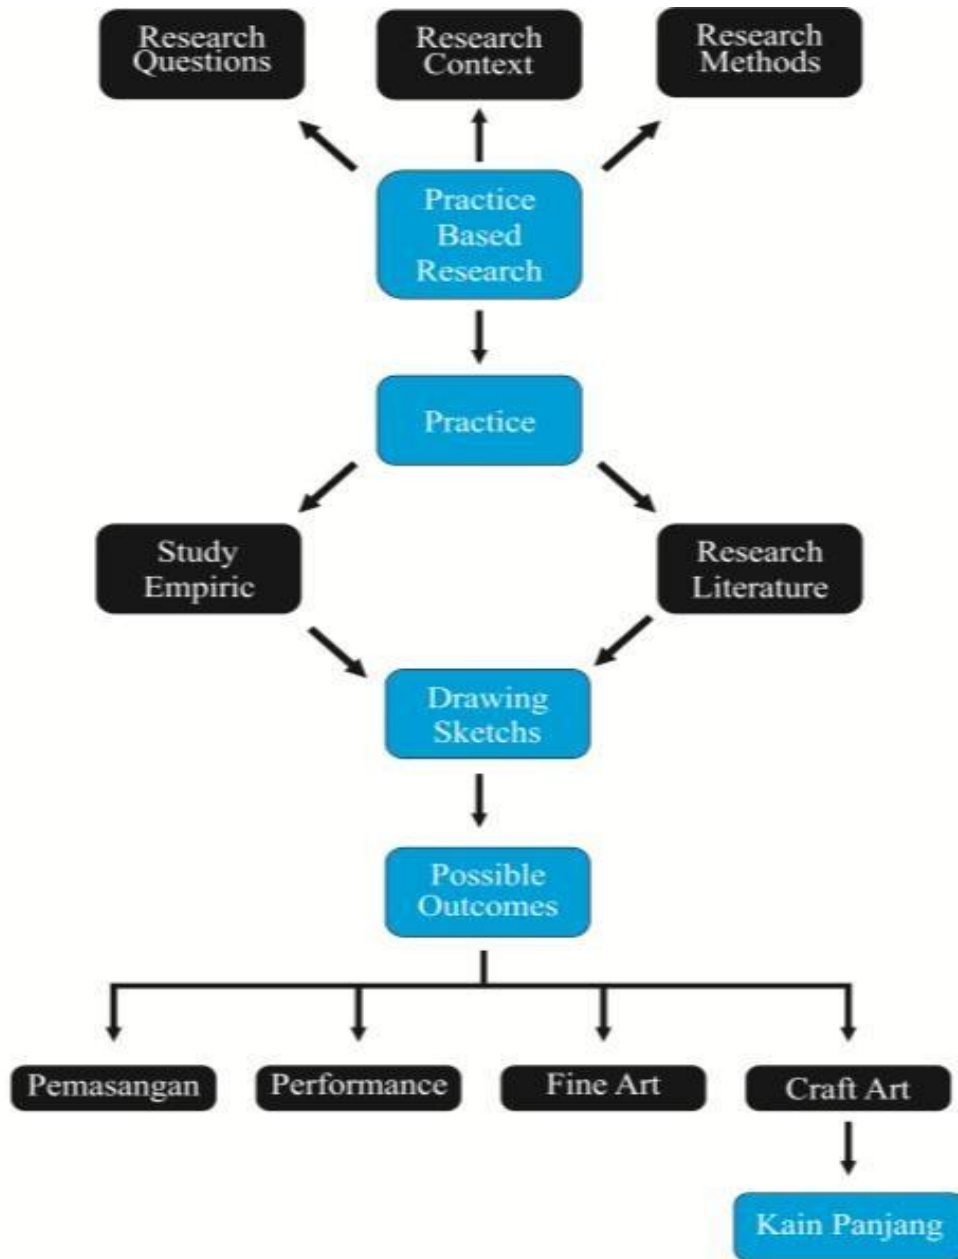 Research
Questions
Research
Context
Research
Methods
Practice
Based
Research
Practice
Study
Empiric
Research
Literature
Drawing
Sketchs
Possible
Outcomes
Pemasangan
Performance
Fine Art
Craft Art
Kain Panjang